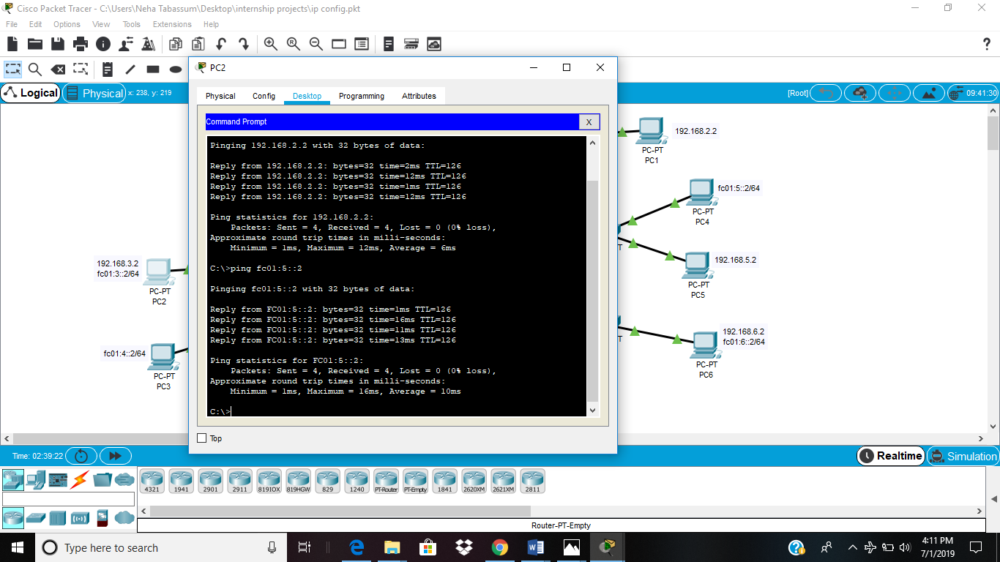 Cisco Packet Tracer - C:\Users\Neha Tabassum\Desktop\internship projects\ip config.pkt
File Edit Options View Tools Extensions Help
?
Logical Physical x: 238, y: 219
[Root] 09:41:30
PC2
Physical Config Desktop Programming Attributes
Command Prompt X
Pinging 192.168.2.2 with 32 bytes of data:
Reply from 192.168.2.2: bytes=32 time=2ms TTL=126
Reply from 192.168.2.2: bytes=32 time=12ms TTL=126
Reply from 192.168.2.2: bytes=32 time=1ms TTL=126
Reply from 192.168.2.2: bytes=32 time=12ms TTL=126
Ping statistics for 192.168.2.2:
Packets: Sent = 4, Received = 4, Lost = 0 (0% loss),
Approximate round trip times in milli-seconds:
Minimum = 1ms, Maximum = 12ms, Average = 6ms
C:\>ping fc01:5::2
Pinging fc01:5::2 with 32 bytes of data:
Reply from FC01:5::2: bytes=32 time=1ms TTL=126
Reply from FC01:5::2: bytes=32 time=16ms TTL=126
Reply from FC01:5::2: bytes=32 time=11ms TTL=126
Reply from FC01:5::2: bytes=32 time=13ms TTL=126
Ping statistics for FC01:5::2:
Packets: Sent = 4, Received = 4, Lost = 0 (0% loss),
Approximate round trip times in milli-seconds:
Minimum = 1ms, Maximum = 16ms, Average = 10ms
C:\>
Top
192.168.3.2
fc01:3::2/64
PC-PT
PC2
fc01:4::2/64
PC-PT
PC3
192.168.2.2
PC-PT
PC1
fc01:5::2/64
PC-PT
PC4
T
192.168.5.2
PC-PT
PC5
192.168.6.2
fc01:6::2/64
T
PC-PT
PC6
Time: 02:39:22
Realtime Simulation
4321 1941 2901 2911 819IOX 819HGW 829 1240 PT-Router PT-Empty 1841 2620XM 2621XM 2811
Router-PT-Empty
Type here to search
4:11 PM
7/1/2019